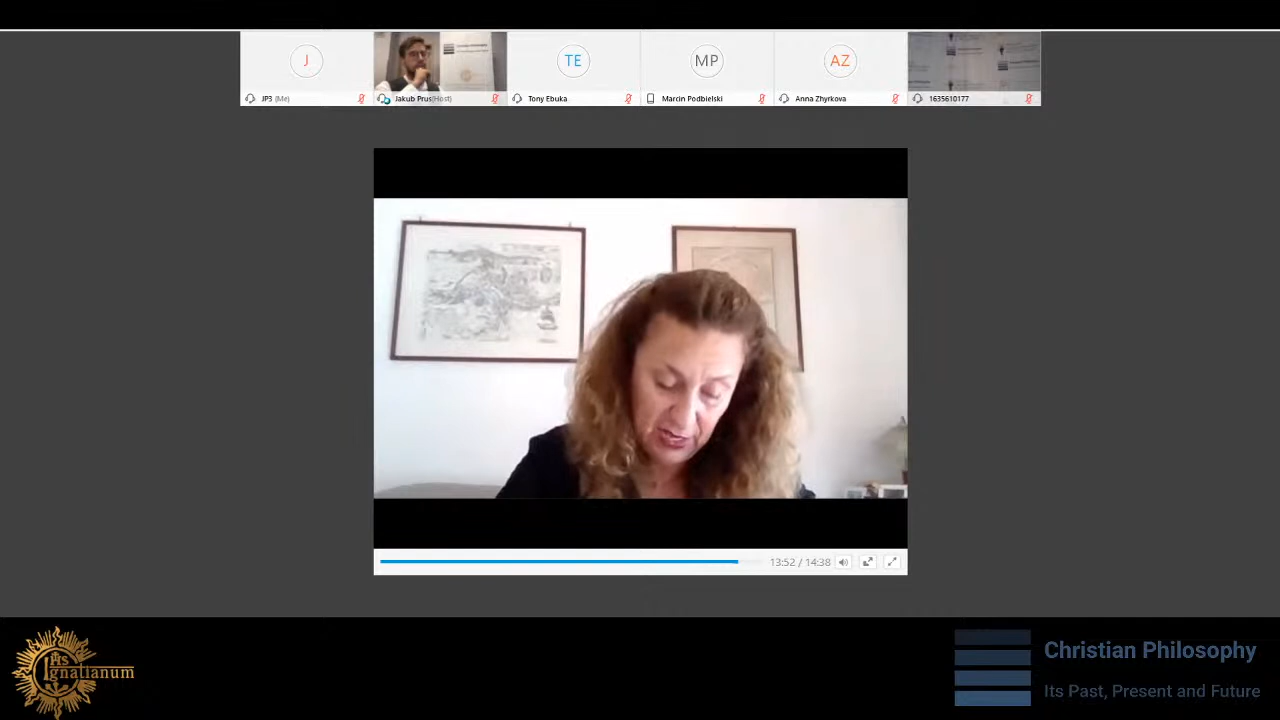 J
TE
MP
AZ
JP3 (Me)
Jakub Prus(Host)
Tony Ebuka
Marcin Podbielski
Anna Zhyrkova
1635610177
13:52 / 14:38
IHS
Ignatianum
Christian Philosophy
Its Past, Present and Future